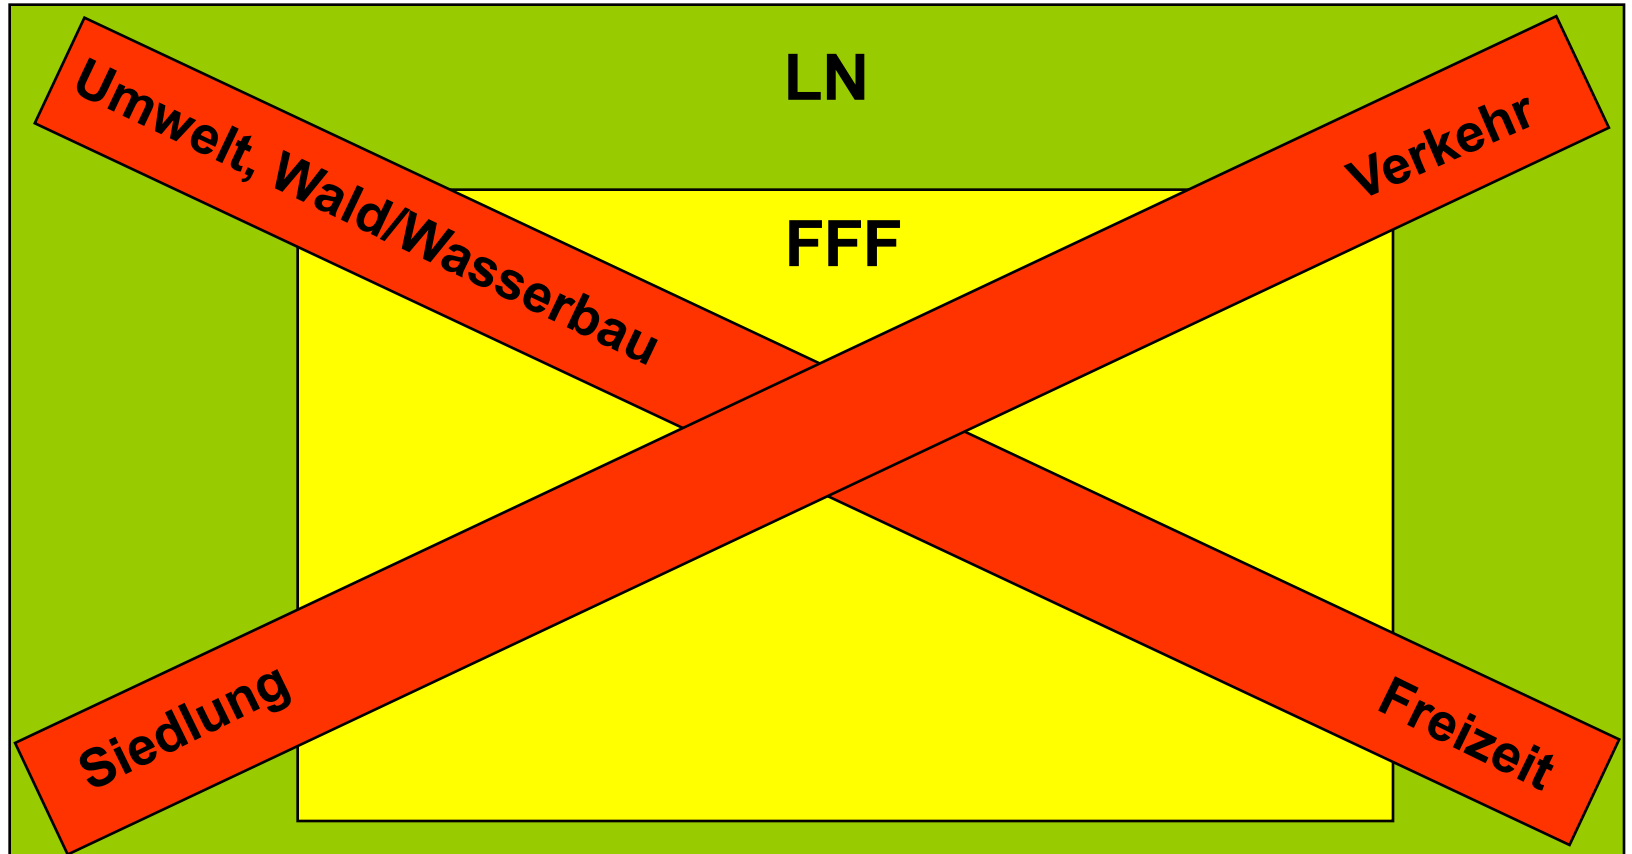 LN
Umwelt, Wald/Wasserbau
Verkehr
FFF
Siedlung
Freizeit